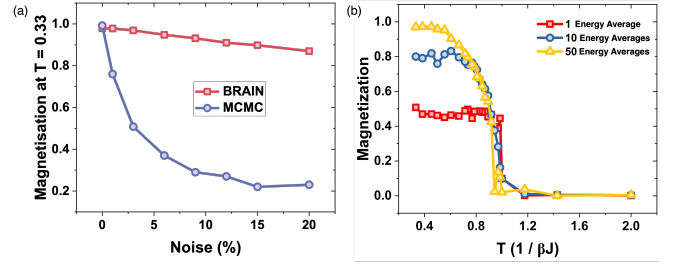 (a)
1.0
0.8
0.6
0.4
0.2
Magnetisation at T = 0.33
BRAIN
MCMC
0
5
10
15
20
Noise (%)
(b)
1.0
0.8
0.6
0.4
0.2
0.0
Magnetization
1 Energy Average
10 Energy Averages
50 Energy Averages
0.4
0.8
1.2
1.6
2.0
T (1 / βJ)